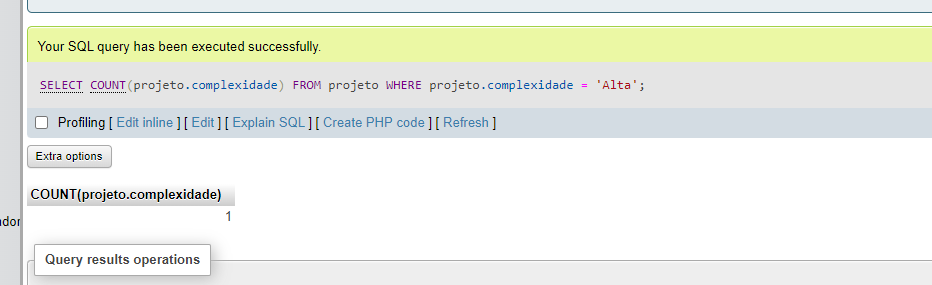 Your SQL query has been executed successfully.
SELECT COUNT(projeto.complexidade) FROM projeto WHERE projeto.complexidade = 'Alta';
Profiling [ Edit inline ] [ Edit ] [ Explain SQL ] [ Create PHP code ] [ Refresh ]
Extra options
COUNT(projeto.complexidade)
1
ador
Query results operations